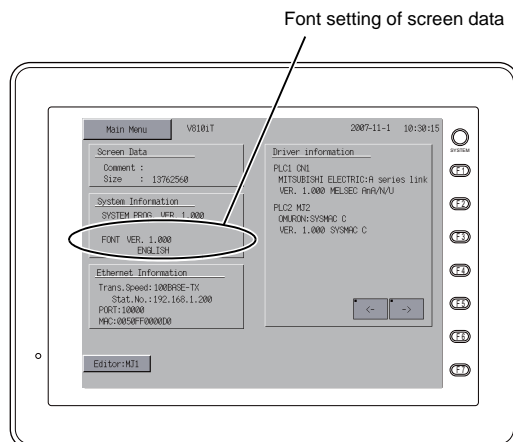 Font setting of screen data
Main Menu
V810iT
2007-11-1 10:30:15
SYSTEM
Screen Data
Comment :
Size : 13762560
System Information
SYSTEM PROG. VER. 1.000
FONT VER. 1.000
ENGLISH
Ethernet Information
Trans.Speed:100BASE-TX
Stat.No.:192.168.1.200
PORT:10000
MAC:0050FF0000D0
Driver information
PLC1 CN1
MITSUBISHI ELECTRIC:A series link
VER. 1.000 MELSEC AnA/N/U
PLC2 MJ2
OMURON:SYSMAC C
VER. 1.000 SYSMAC C
<- ->
Editor:MJ1
F1
F2
F3
F4
F5
F6
F7